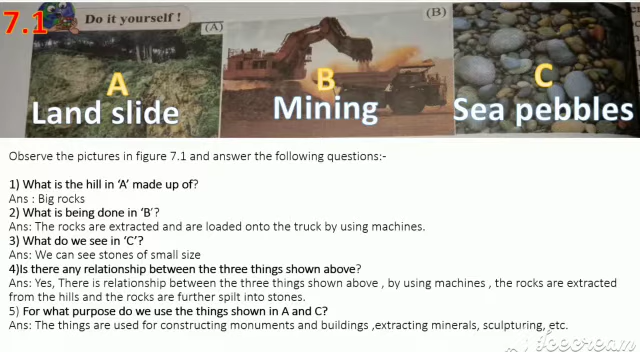 7.1 Do it yourself ! (A) (B)
A
Land slide
B
Mining
C
Sea pebbles
Observe the pictures in figure 7.1 and answer the following questions:-
1) What is the hill in 'A' made up of?
Ans : Big rocks
2) What is being done in 'B'?
Ans: The rocks are extracted and are loaded onto the truck by using machines.
3) What do we see in 'C'?
Ans: We can see stones of small size
4)Is there any relationship between the three things shown above?
Ans: Yes, There is relationship between the three things shown above , by using machines , the rocks are extracted
from the hills and the rocks are further spilt into stones.
5) For what purpose do we use the things shown in A and C?
Ans: The things are used for constructing monuments and buildings ,extracting minerals, sculpturing, etc.